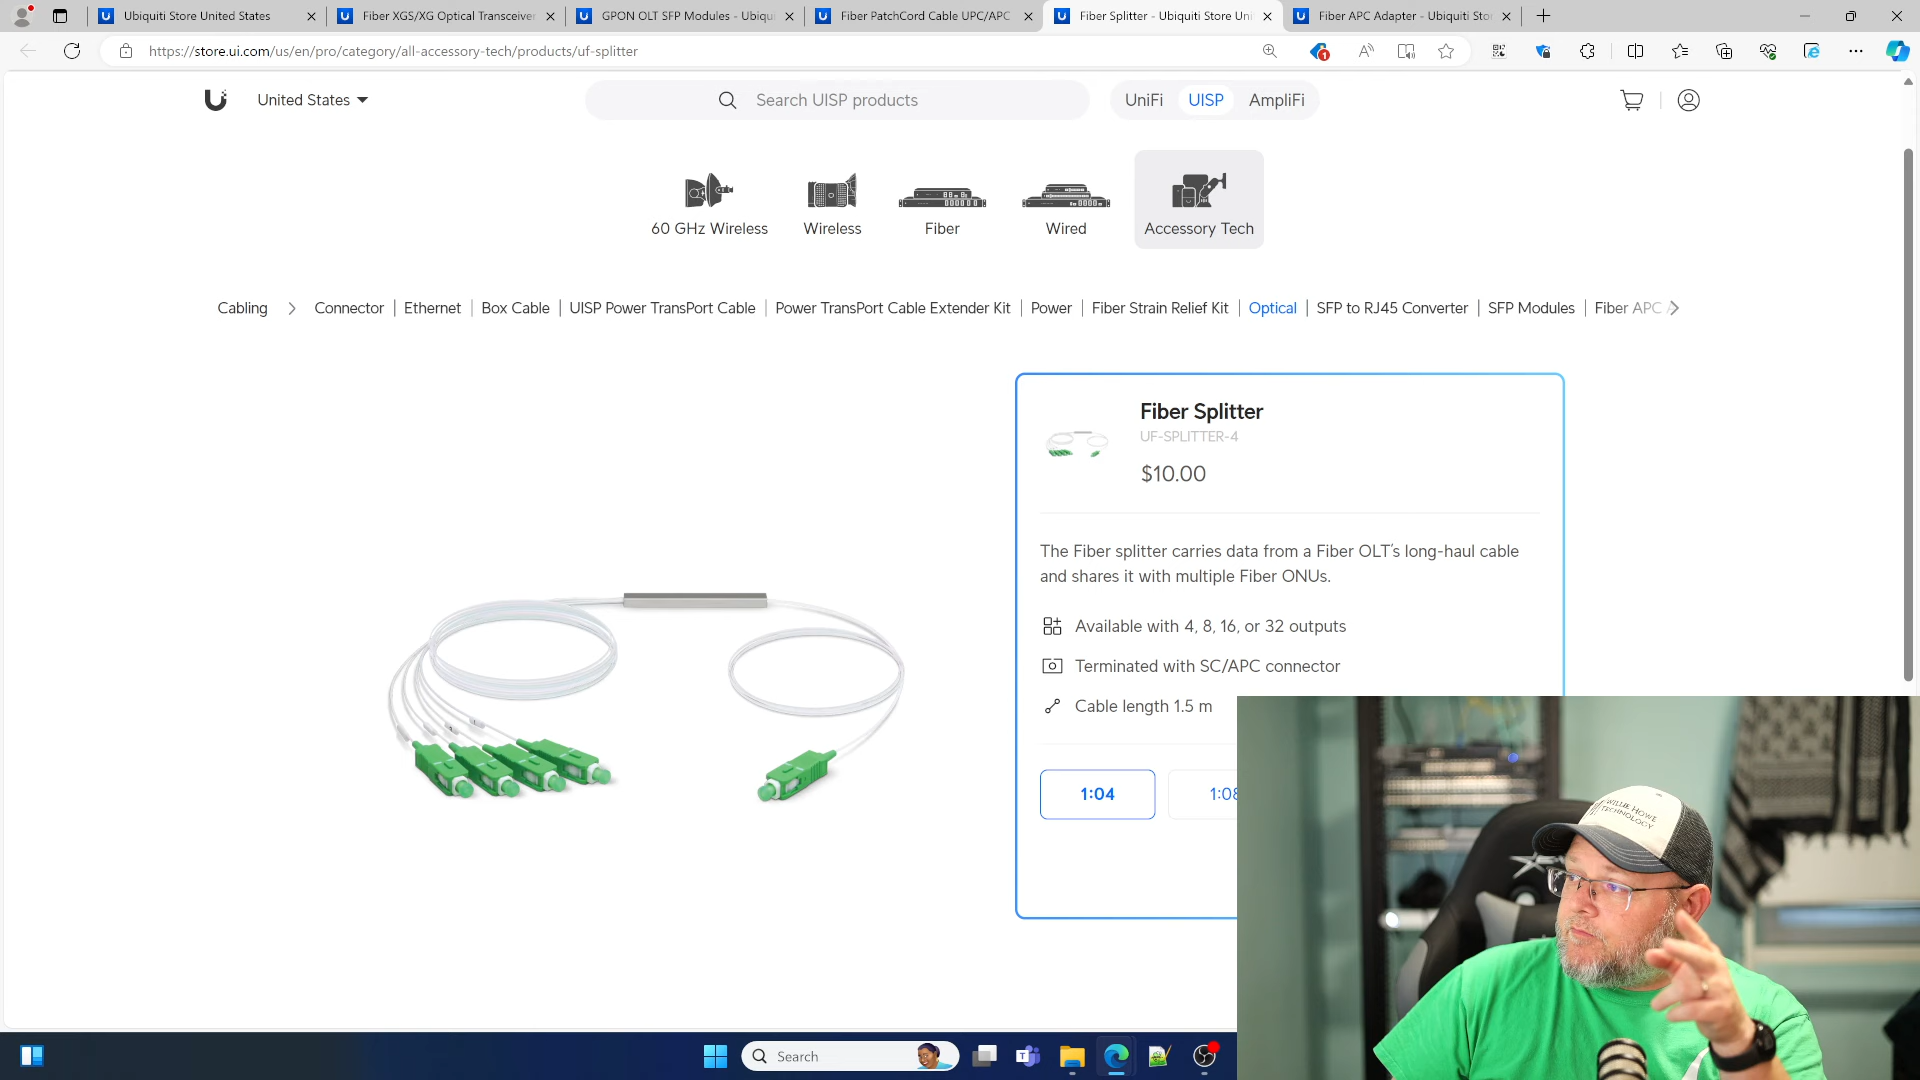 Ubiquiti Store United States
Fiber XGS/XG Optical Transceiver
GPON OLT SFP Modules - Ubiqui
Fiber PatchCord Cable UPC/APC
Fiber Splitter - Ubiquiti Store Uni
Fiber APC Adapter - Ubiquiti Stor
https://store.ui.com/us/en/pro/category/all-accessory-tech/products/uf-splitter
1
United States
Search UISP products
UniFi
UISP
AmpliFi
60 GHz Wireless
Wireless
Fiber
Wired
Accessory Tech
Cabling
Connector
Ethernet
Box Cable
UISP Power TransPort Cable
Power TransPort Cable Extender Kit
Power
Fiber Strain Relief Kit
Optical
SFP to RJ45 Converter
SFP Modules
Fiber APC A
Fiber Splitter
UF-SPLITTER-4
$10.00
The Fiber splitter carries data from a Fiber OLT's long-haul cable
and shares it with multiple Fiber ONUs.
Available with 4, 8, 16, or 32 outputs
Terminated with SC/APC connector
Cable length 1.5 m
1:04
1:08
WILLIE HOWE
TECHNOLOGY
Search